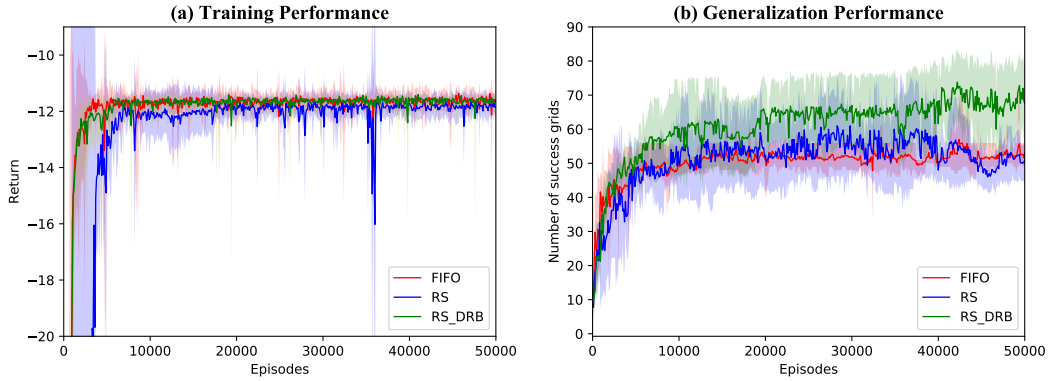 (a) Training Performance
Return
−10
−12
−14
−16
−18
−20
0
10000
20000
30000
40000
50000
Episodes
FIFO
RS
RS_DRB
(b) Generalization Performance
Number of success grids
90
80
70
60
50
40
30
20
10
0
0
10000
20000
30000
40000
50000
Episodes
FIFO
RS
RS_DRB